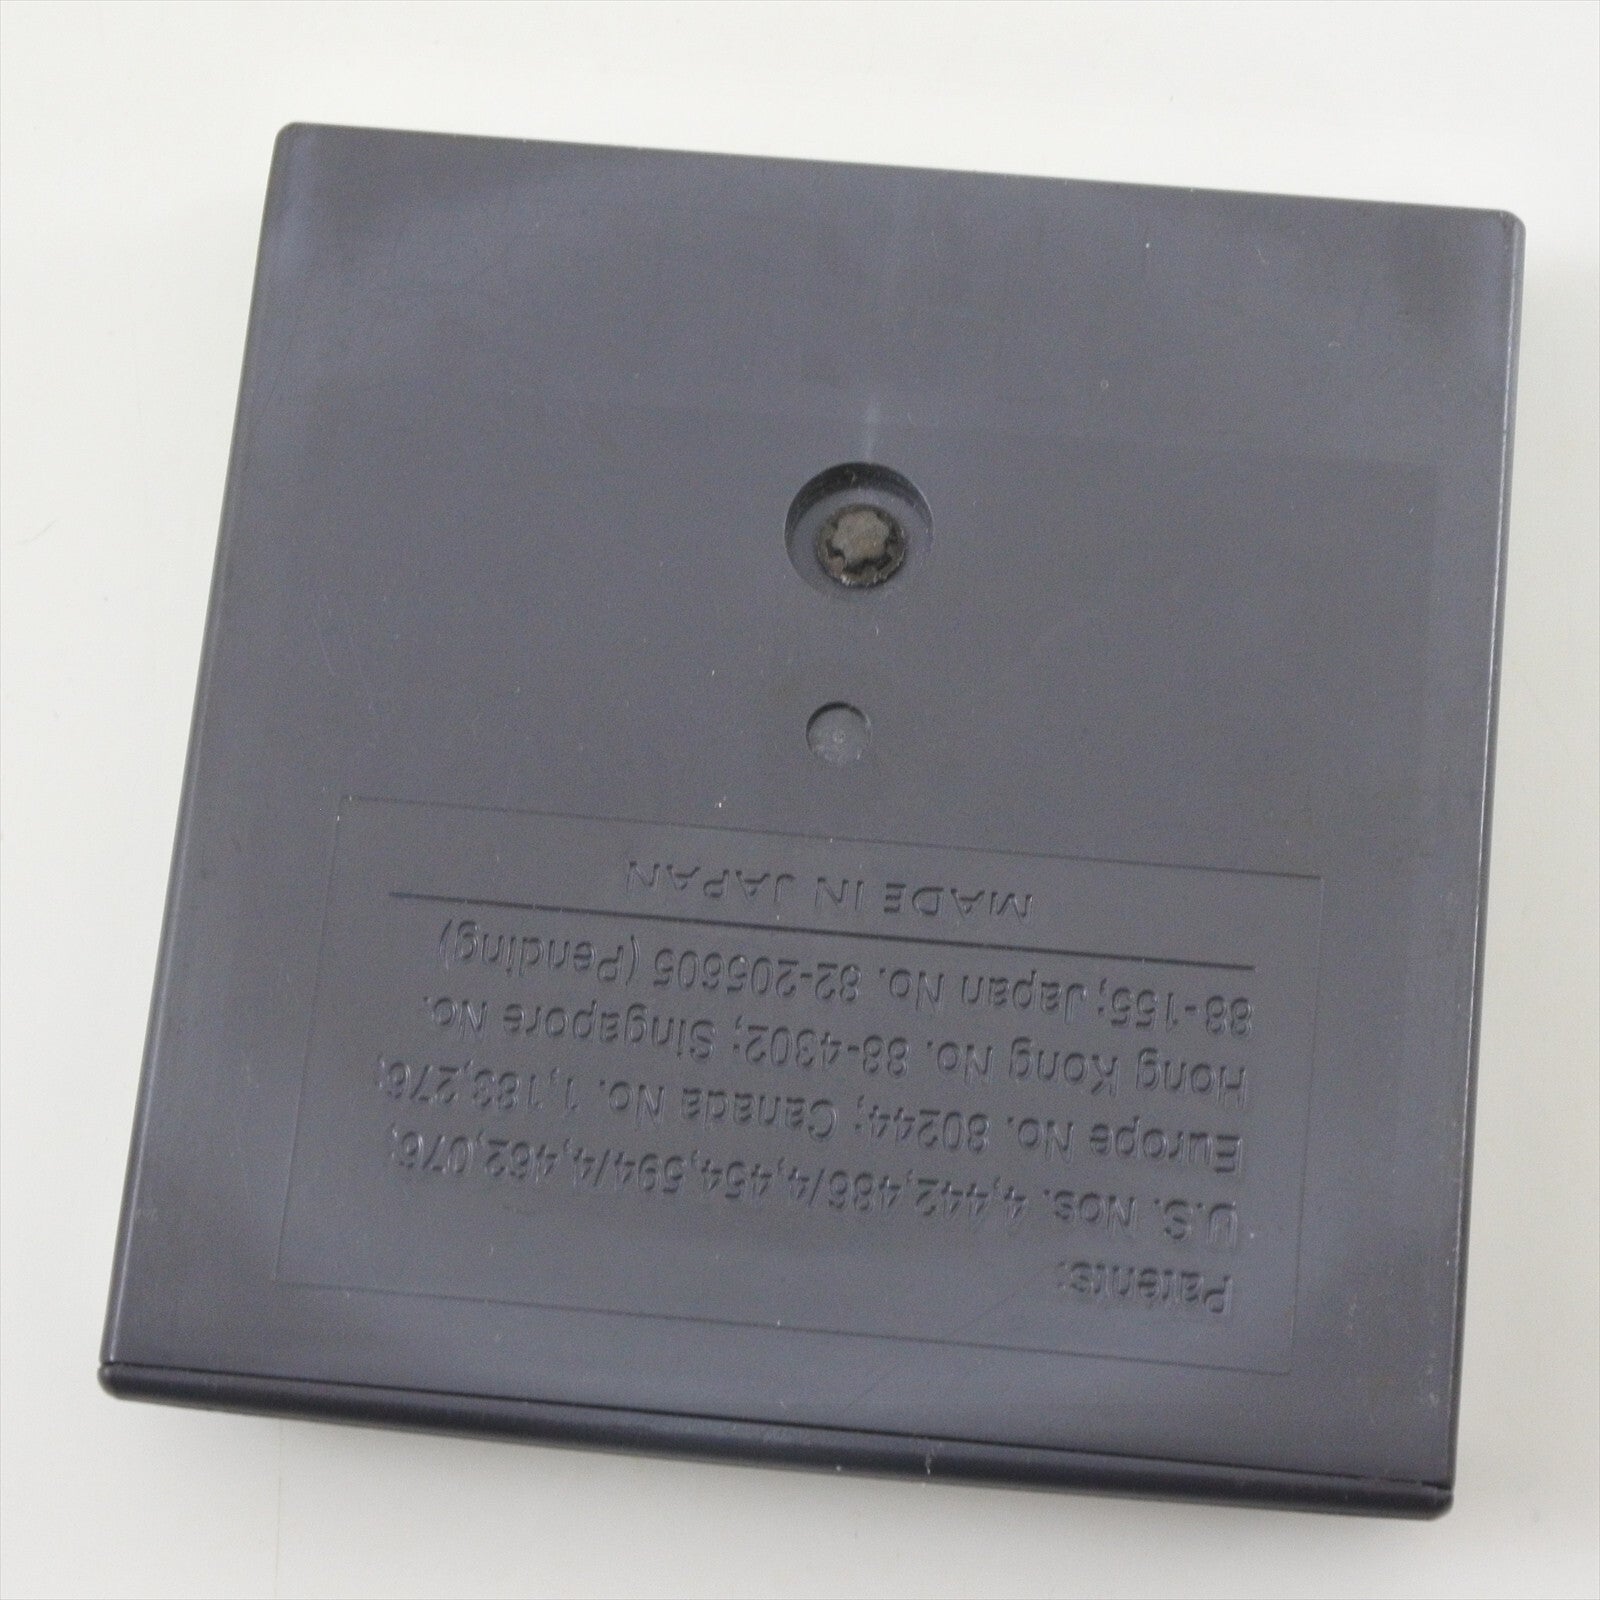 Patents:
U.S. Nos. 4,442,486/4,454,594/4,462,076;
Europe No. 80244; Canada No. 1,183,276;
Hong Kong No. 88-4302; Singapore No.
88-155; Japan No. 82-205605 (Pending)
MADE IN JAPAN